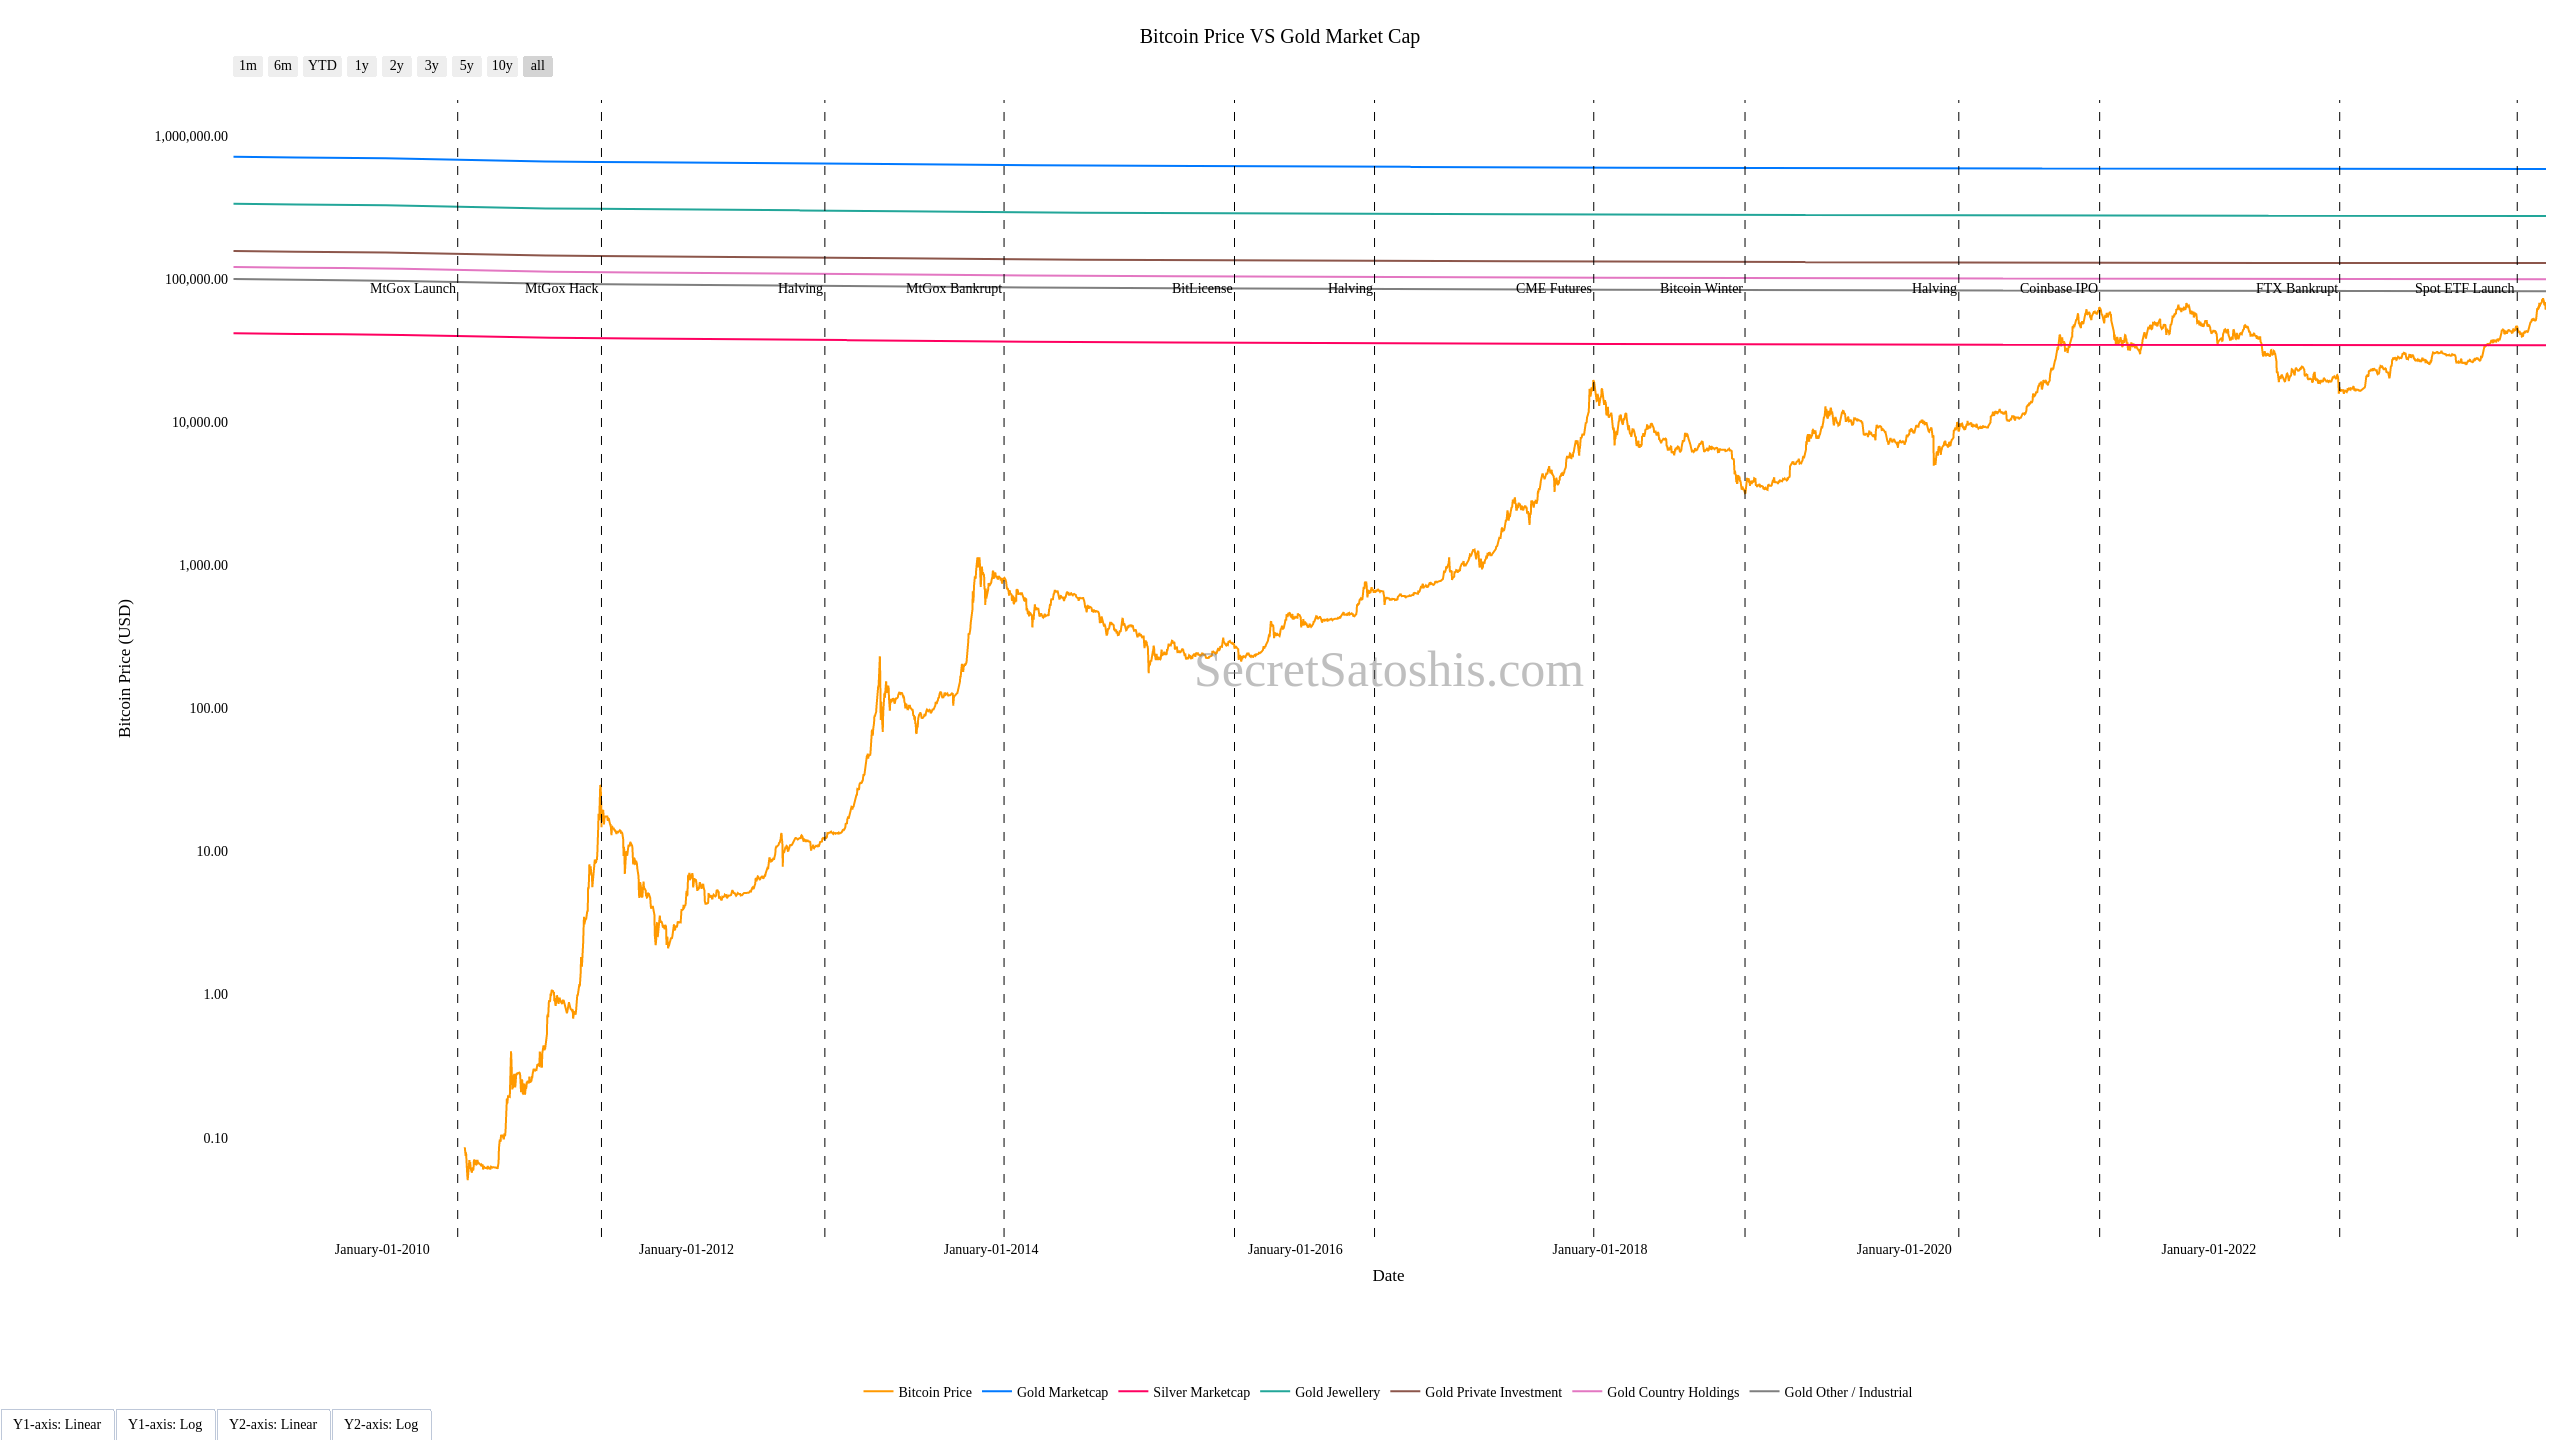 Bitcoin Price VS Gold Market Cap
1m 6m YTD 1y 2y 3y 5y 10y all
1,000,000.00
100,000.00
MtGox Launch MtGox Hack Halving MtGox Bankrupt BitLicense Halving CME Futures Bitcoin Winter Halving Coinbase IPO FTX Bankrupt Spot ETF Launch
10,000.00
1,000.00
Bitcoin Price (USD)
SecretSatoshis.com
100.00
10.00
1.00
0.10
January-01-2010 January-01-2012 January-01-2014 January-01-2016 January-01-2018 January-01-2020 January-01-2022
Date
Bitcoin Price Gold Marketcap Silver Marketcap Gold Jewellery Gold Private Investment Gold Country Holdings Gold Other / Industrial
Y1-axis: Linear Y1-axis: Log Y2-axis: Linear Y2-axis: Log